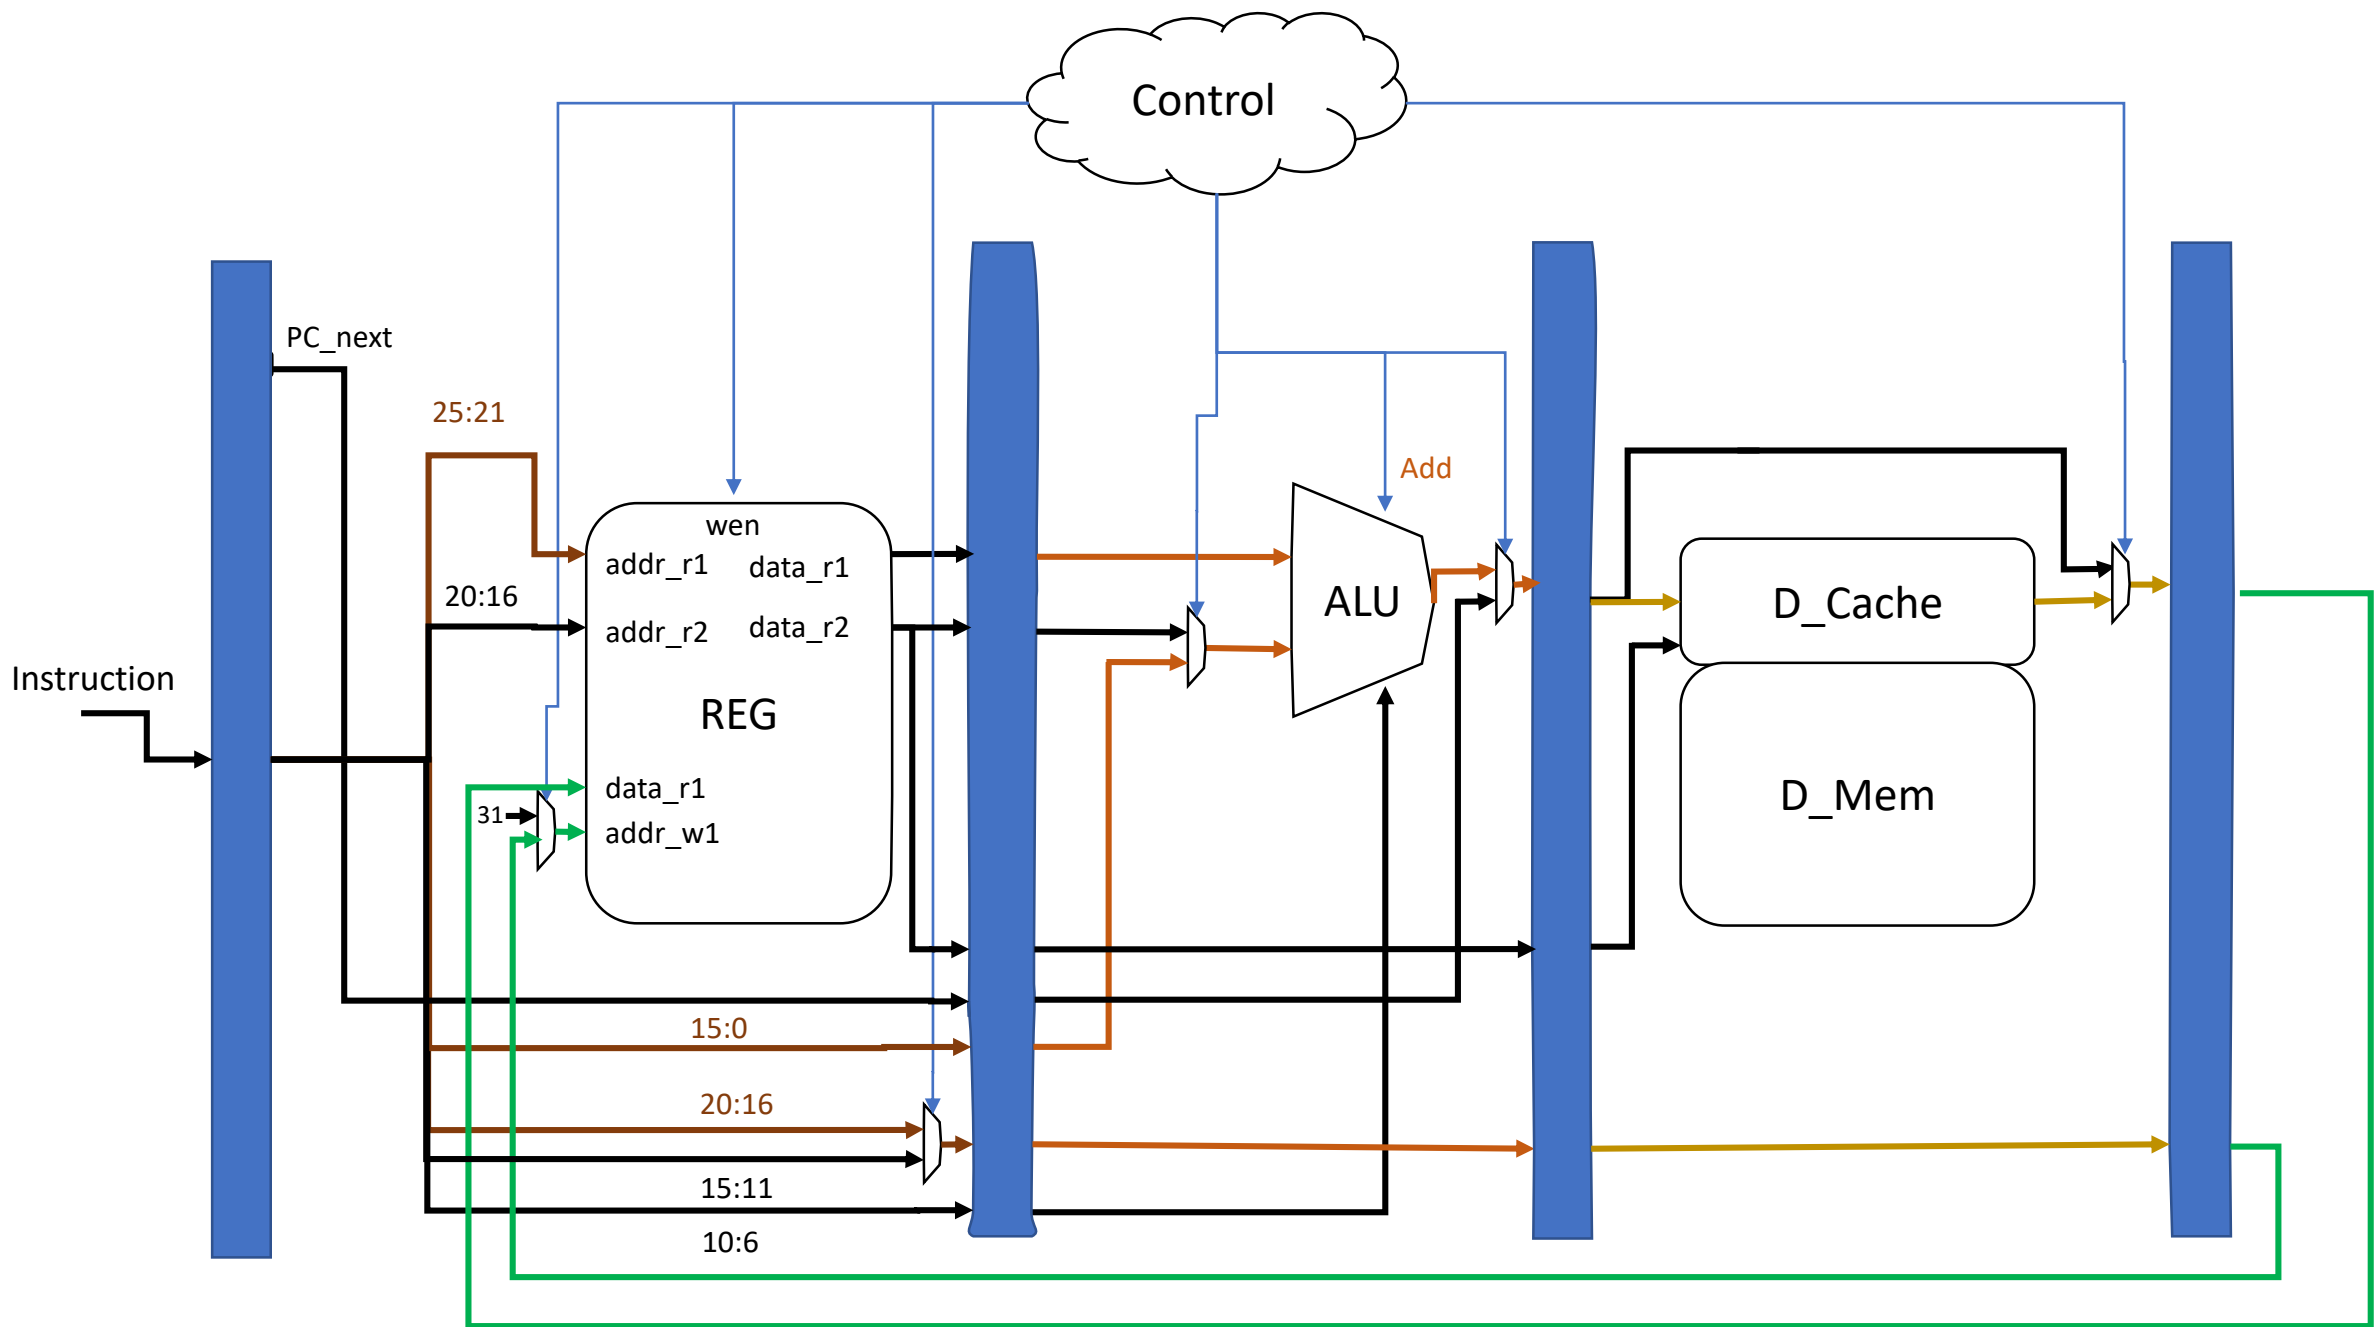 Control
PC_next
25:21
Add
wen
addr_r1
data_r1
20:16
addr_r2
data_r2
ALU
D_Cache
Instruction
REG
data_r1
31
addr_w1
D_Mem
15:0
20:16
15:11
10:6